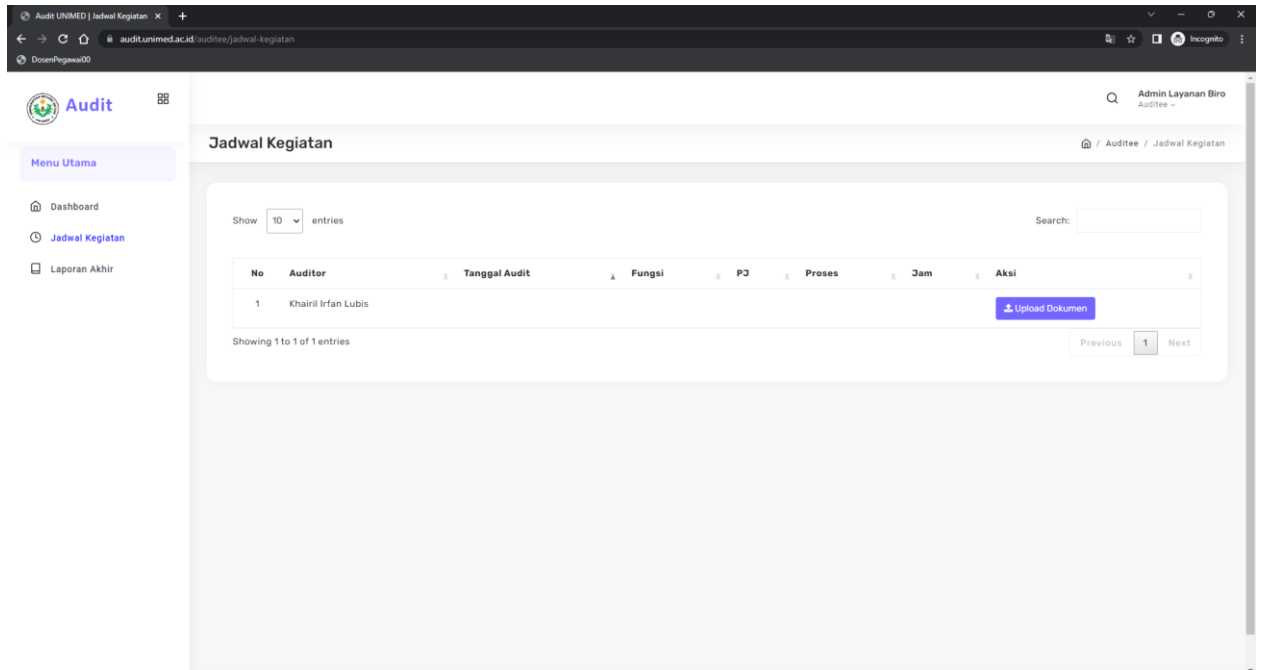 Audit UNIMED | Jadwal Kegiatan
audit.unimed.ac.id/auditee/jadwal-kegiatan
Incognito
DosenPegawai00
Audit
Admin Layanan Biro
Auditee
Jadwal Kegiatan
/ Auditee / Jadwal Kegiatan
Menu Utama
Dashboard
Jadwal Kegiatan
Laporan Akhir
Show 10 entries
Search:
No Auditor Tanggal Audit Fungsi PJ Proses Jam Aksi
1 Khairil Irfan Lubis Upload Dokumen
Showing 1 to 1 of 1 entries
Previous 1 Next